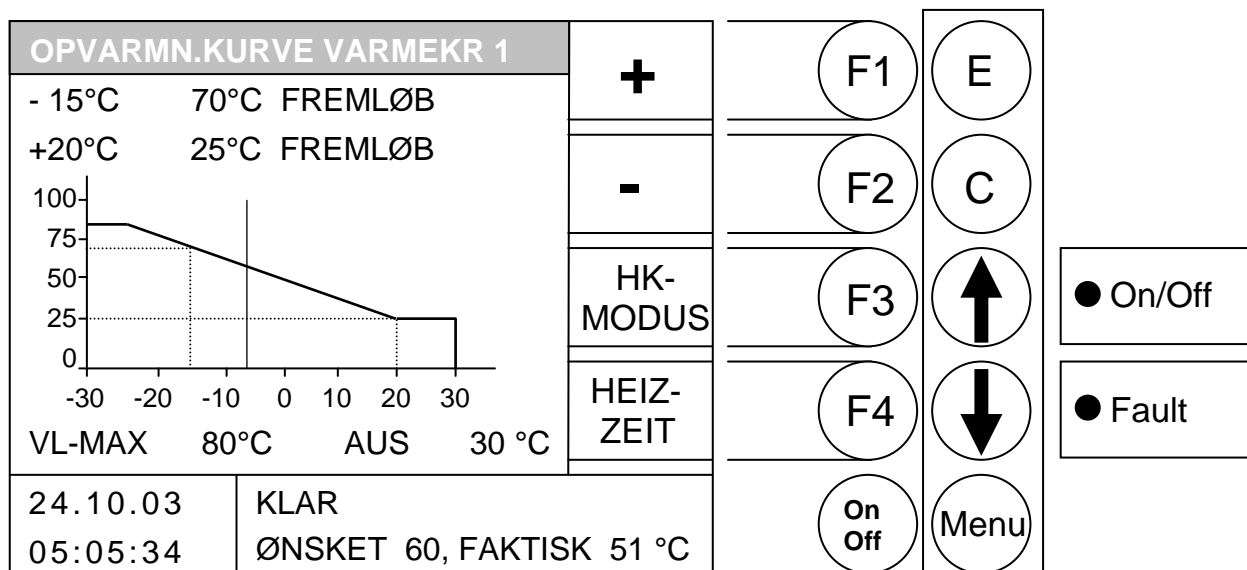 OPVARMN.KURVE VARMEKR 1
- 15°C 70°C FREMLØB
+20°C 25°C FREMLØB
100
75
50
25
0
-30 -20 -10 0 10 20 30
VL-MAX 80°C AUS 30 °C
24.10.03
05:05:34
KLAR
ØNSKET 60, FAKTISK 51 °C
+
-
HK-
MODUS
HEIZ-
ZEIT
F1
F2
F3
F4
On
Off
E
C
Menu
On/Off
Fault